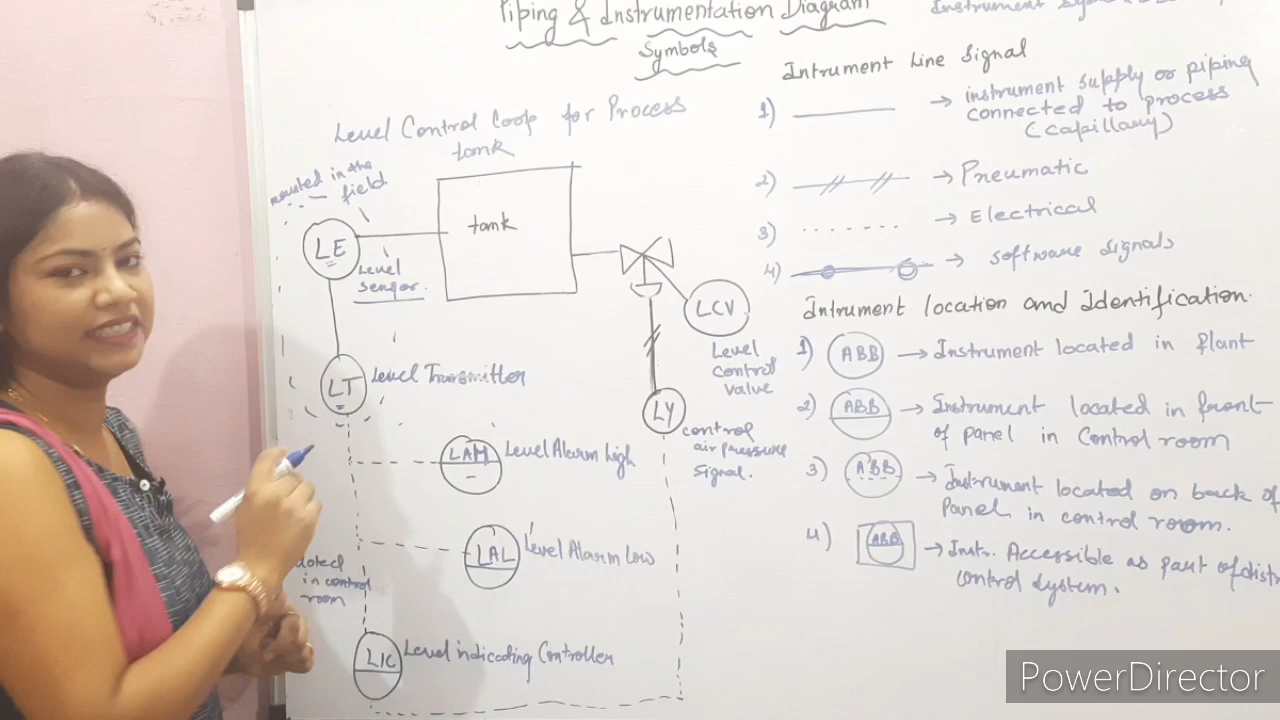 Piping & Instrumentation Diagram
Symbols
Level Control Loop for Process
tank
mounted in the
field
LE
Level
Sensor.
tank
LCV
Level
control
value
LT
Level Transmitter
LY
control
air pressure
signal.
LAH
Level Alarm high
LAL
Level Alarm Low
in control
room
LIC
Level indicading Controller
Instrument
Intrument Line Signal
1) → instrument supply or piping
connected to process
(capillary)
2) → Pneumatic
3) → Electrical
4) → software signals
Intrument location and Identification.
1) ABB → Instrument located in plant
2) ABB → Instrument located in front
of panel in Control room
3) ABB → Instrument located on back of
Panel in control room.
4) ABB → Instr. Accessible as part of distr
control system.
PowerDirector